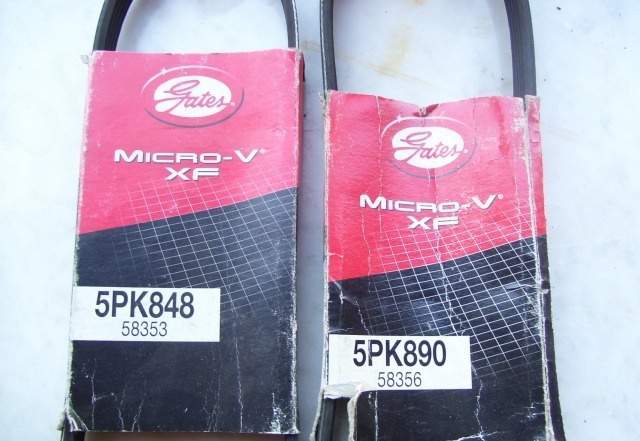 Gates
MICRO-V®
XF
5PK848
58353
Gates
MICRO-V®
XF
5PK890
58356